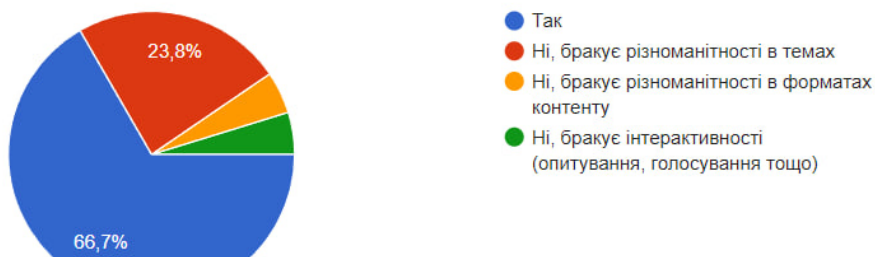 23,8%
66,7%
Так
Ні, бракує різноманітності в темах
Ні, бракує різноманітності в форматах
контенту
Ні, бракує інтерактивності
(опитування, голосування тощо)